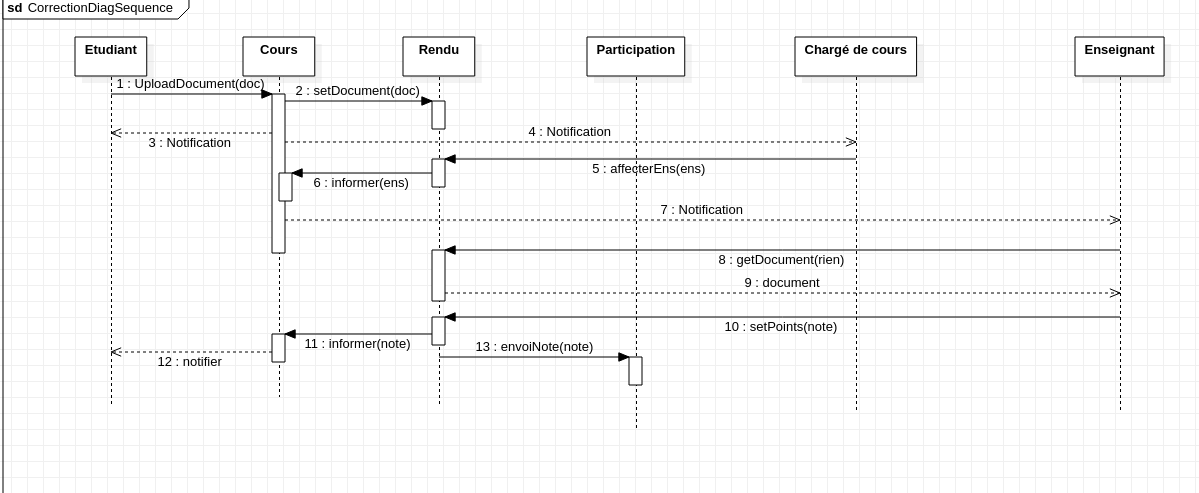 sd CorrectionDiagSequence
Etudiant
Cours
Rendu
Participation
Chargé de cours
Enseignant
1 : UploadDocument(doc)
2 : setDocument(doc)
3 : Notification
4 : Notification
5 : affecterEns(ens)
6 : informer(ens)
7 : Notification
8 : getDocument(rien)
9 : document
10 : setPoints(note)
11 : informer(note)
12 : notifier
13 : envoiNote(note)